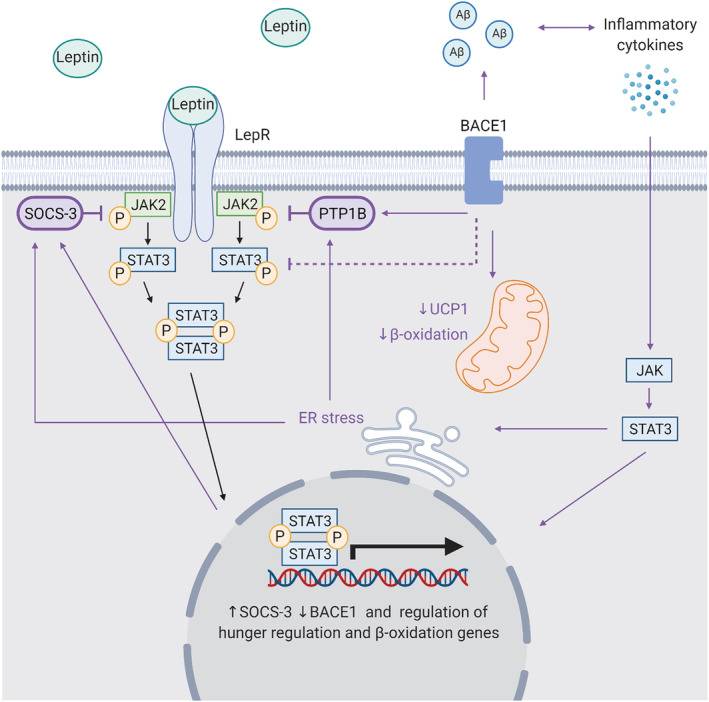 Leptin
Aβ
Inflammatory
cytokines
Leptin
Aβ
Aβ
Leptin
LepR
BACE1
SOCS-3
JAK2
P
JAK2
P
PTP1B
STAT3
P
STAT3
P
STAT3
P
P
STAT3
↓UCP1
↓β-oxidation
JAK
ER stress
STAT3
STAT3
P
P
STAT3
↑SOCS-3 ↓BACE1 and regulation of
hunger regulation and β-oxidation genes